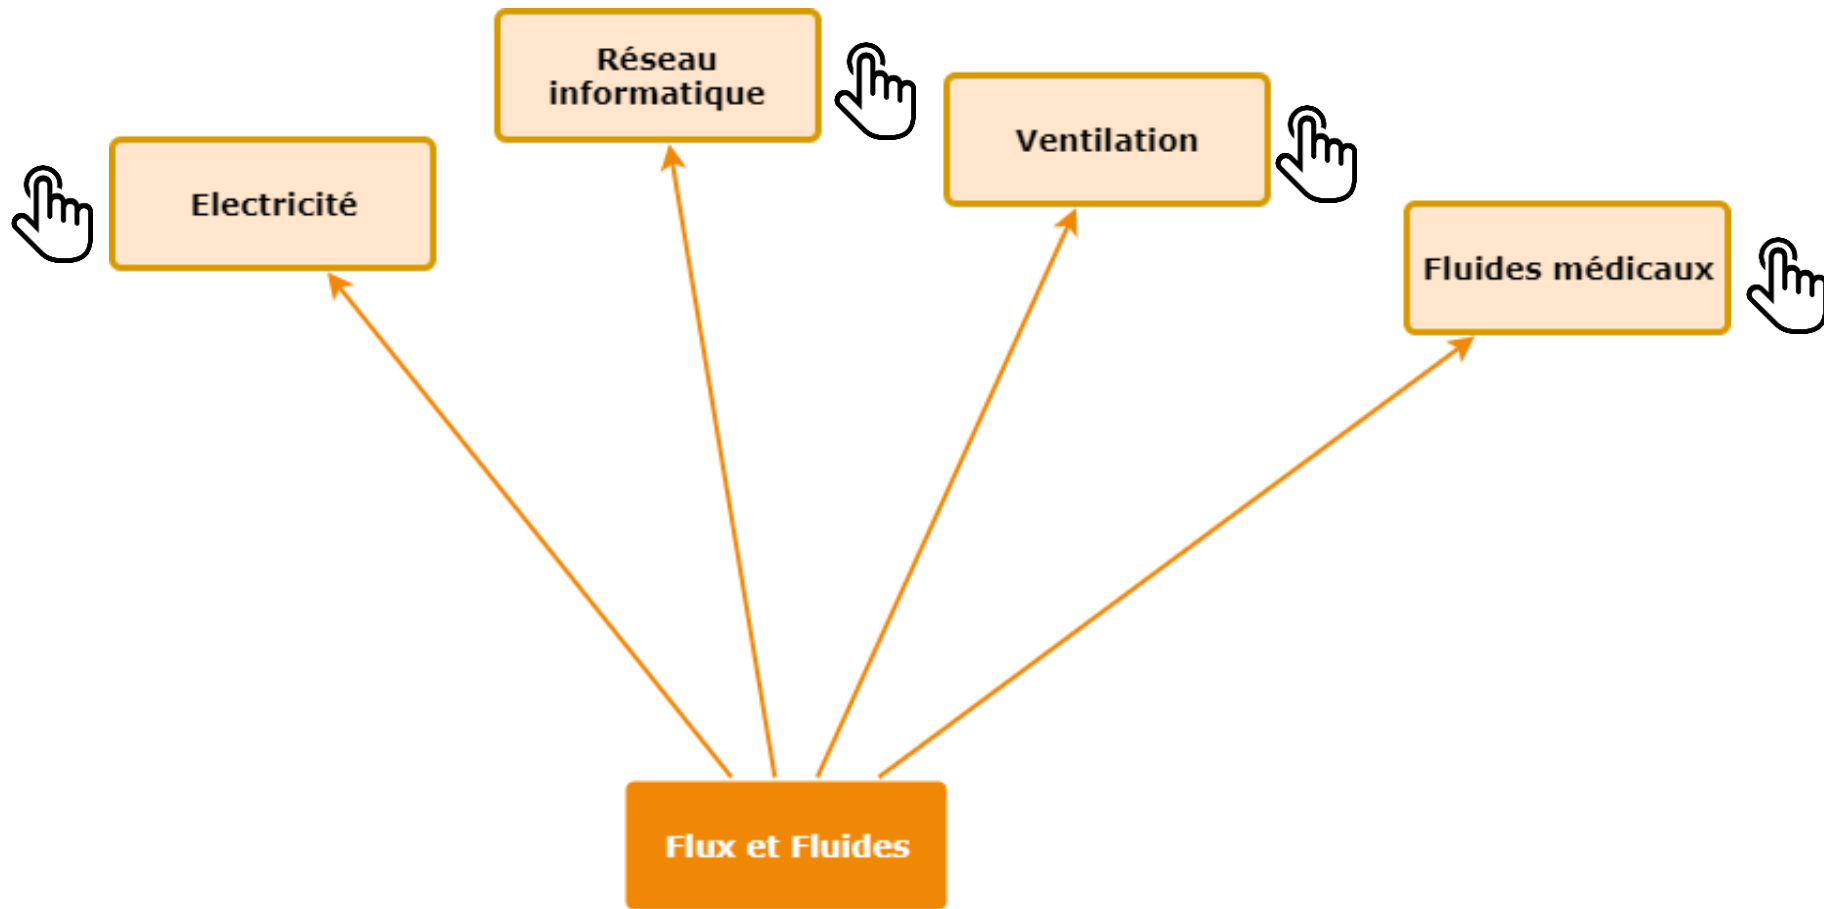 Réseau
informatique
Ventilation
Electricité
Fluides médicaux
Flux et Fluides